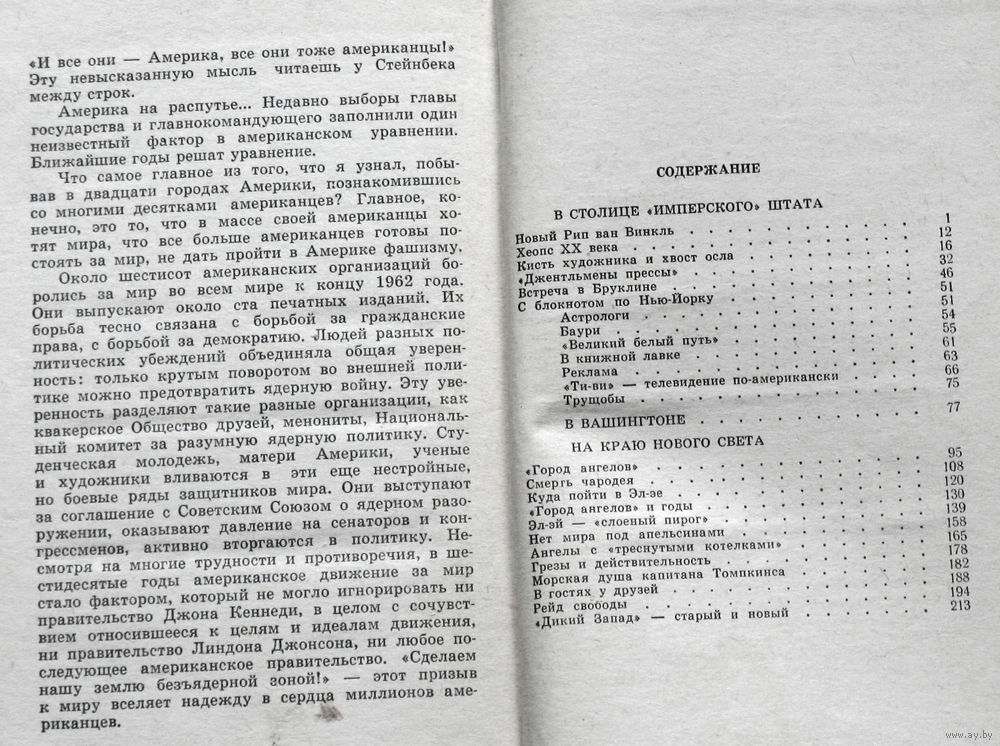 «И все они — Америка, все они тоже американцы!»
Эту невысказанную мысль читаешь у Стейнбека
между строк.
Америка на распутье... Недавно выборы главы
государства и главнокомандующего заполнили один
неизвестный фактор в американском уравнении.
Ближайшие годы решат уравнение.
Что самое главное из того, что я узнал, побы-
вав в двадцати городах Америки, познакомившись
со многими десятками американцев? Главное, ко-
нечно, это то, что в массе своей американцы хо-
тят мира, что все больше американцев готовы по-
стоять за мир, не дать пройти в Америке фашизму.
Около шестисот американских организаций бо-
ролись за мир во всем мире к концу 1962 года.
Они выпускают около ста печатных изданий. Их
борьба тесно связана с борьбой за гражданские
права, с борьбой за демократию. Людей разных по-
литических убеждений объединяла общая уверен-
ность: только крутым поворотом во внешней поли-
тике можно предотвратить ядерную войну. Эту уве-
ренность разделяют такие разные организации, как
квакерское Общество друзей, менониты, Националь-
ный комитет за разумную ядерную политику. Сту-
денческая молодежь, матери Америки, ученые
и художники вливаются в эти еще нестройные,
но боевые ряды защитников мира. Они выступают
за соглашение с Советским Союзом о ядерном разо-
ружении, оказывают давление на сенаторов и кон-
грессменов, активно вторгаются в политику. Не-
смотря на многие трудности и противоречия, в ше-
стидесятые годы американское движение за мир
стало фактором, который не могло игнорировать ни
правительство Джона Кеннеди, в целом с сочувст-
вием относившееся к целям и идеалам движения,
ни правительство Линдона Джонсона, ни любое по-
следующее американское правительство. «Сделаем
нашу землю безъядерной зоной!» — этот призыв
к миру вселяет надежду в сердца миллионов аме-
риканцев.
СОДЕРЖАНИЕ
В СТОЛИЦЕ «ИМПЕРСКОГО» ШТАТА
Новый Рип ван Винкль . . . . . . . . . . 1
Хеопс XX века . . . . . . . . . . 12
Кисть художника и хвост осла . . . . . . . . . . 16
«Джентльмены прессы» . . . . . . . . . . 32
Встреча в Бруклине . . . . . . . . . . 46
С блокнотом по Нью-Йорку . . . . . . . . . . 51
Астрологи . . . . . . . . . . 51
Баури . . . . . . . . . . 54
«Великий белый путь» . . . . . . . . . . 55
В книжной лавке . . . . . . . . . . 61
Реклама . . . . . . . . . . 63
«Ти-ви» — телевидение по-американски . . . . . 66
Трущобы . . . . . . . . . . 75
В ВАШИНГТОНЕ . . . . . . . . . . 77
НА КРАЮ НОВОГО СВЕТА
«Город ангелов» . . . . . . . . . . 95
Смерть чародея . . . . . . . . . . 108
Куда пойти в Эл-эе . . . . . . . . . . 120
«Город ангелов» и годы . . . . . . . . . . 130
Эл-эй — «слоеный пирог» . . . . . . . . . . 139
Нет мира под апельсинами . . . . . . . . . . 158
Ангелы с «треснутыми котелками» . . . . . . . . 165
Грезы и действительность . . . . . . . . . . 178
Морская душа капитана Томпкинса . . . . . . . . 182
В гостях у друзей . . . . . . . . . . 188
Рейд свободы . . . . . . . . . . 194
«Дикий Запад» — старый и новый . . . . . . . . 213
www.ay.by